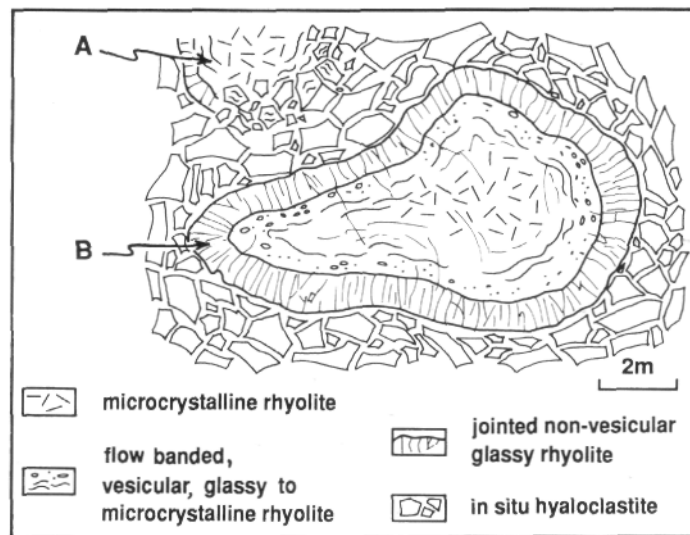 A
B
2m
microcrystalline rhyolite
flow banded,
vesicular, glassy to
microcrystalline rhyolite
jointed non-vesicular
glassy rhyolite
in situ hyaloclastite